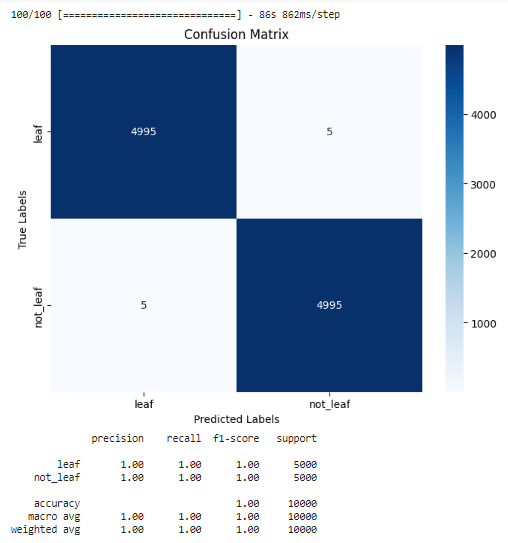 100/100 [==============================] - 86s 862ms/step
Confusion Matrix
leaf
4995
5
4000
3000
True Labels
2000
not_leaf
5
4995
1000
leaf
not_leaf
Predicted Labels
precision recall f1-score support
leaf 1.00 1.00 1.00 5000
not_leaf 1.00 1.00 1.00 5000
accuracy 1.00 10000
macro avg 1.00 1.00 1.00 10000
weighted avg 1.00 1.00 1.00 10000